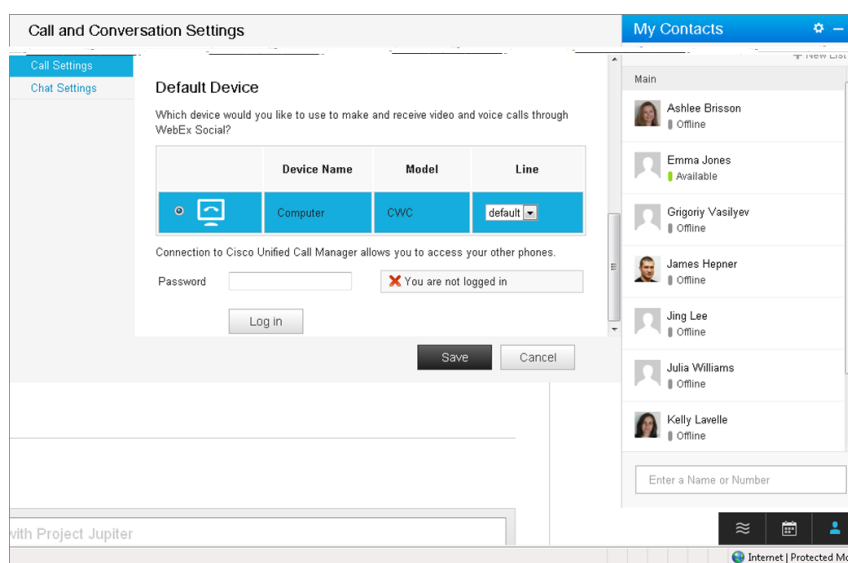 Call and Conversation Settings
My Contacts
Call Settings
Chat Settings
Default Device
Which device would you like to use to make and receive video and voice calls through
WebEx Social?
Device Name Model Line
Computer CWC default
Connection to Cisco Unified Call Manager allows you to access your other phones.
Password
You are not logged in
Log in
Save Cancel
New List
Main
Ashlee Brisson
Offline
Emma Jones
Available
Grigoriy Vasilyev
Offline
James Hepner
Offline
Jing Lee
Offline
Julia Williams
Offline
Kelly Lavelle
Offline
Enter a Name or Number
with Project Jupiter
Internet | Protected Mo